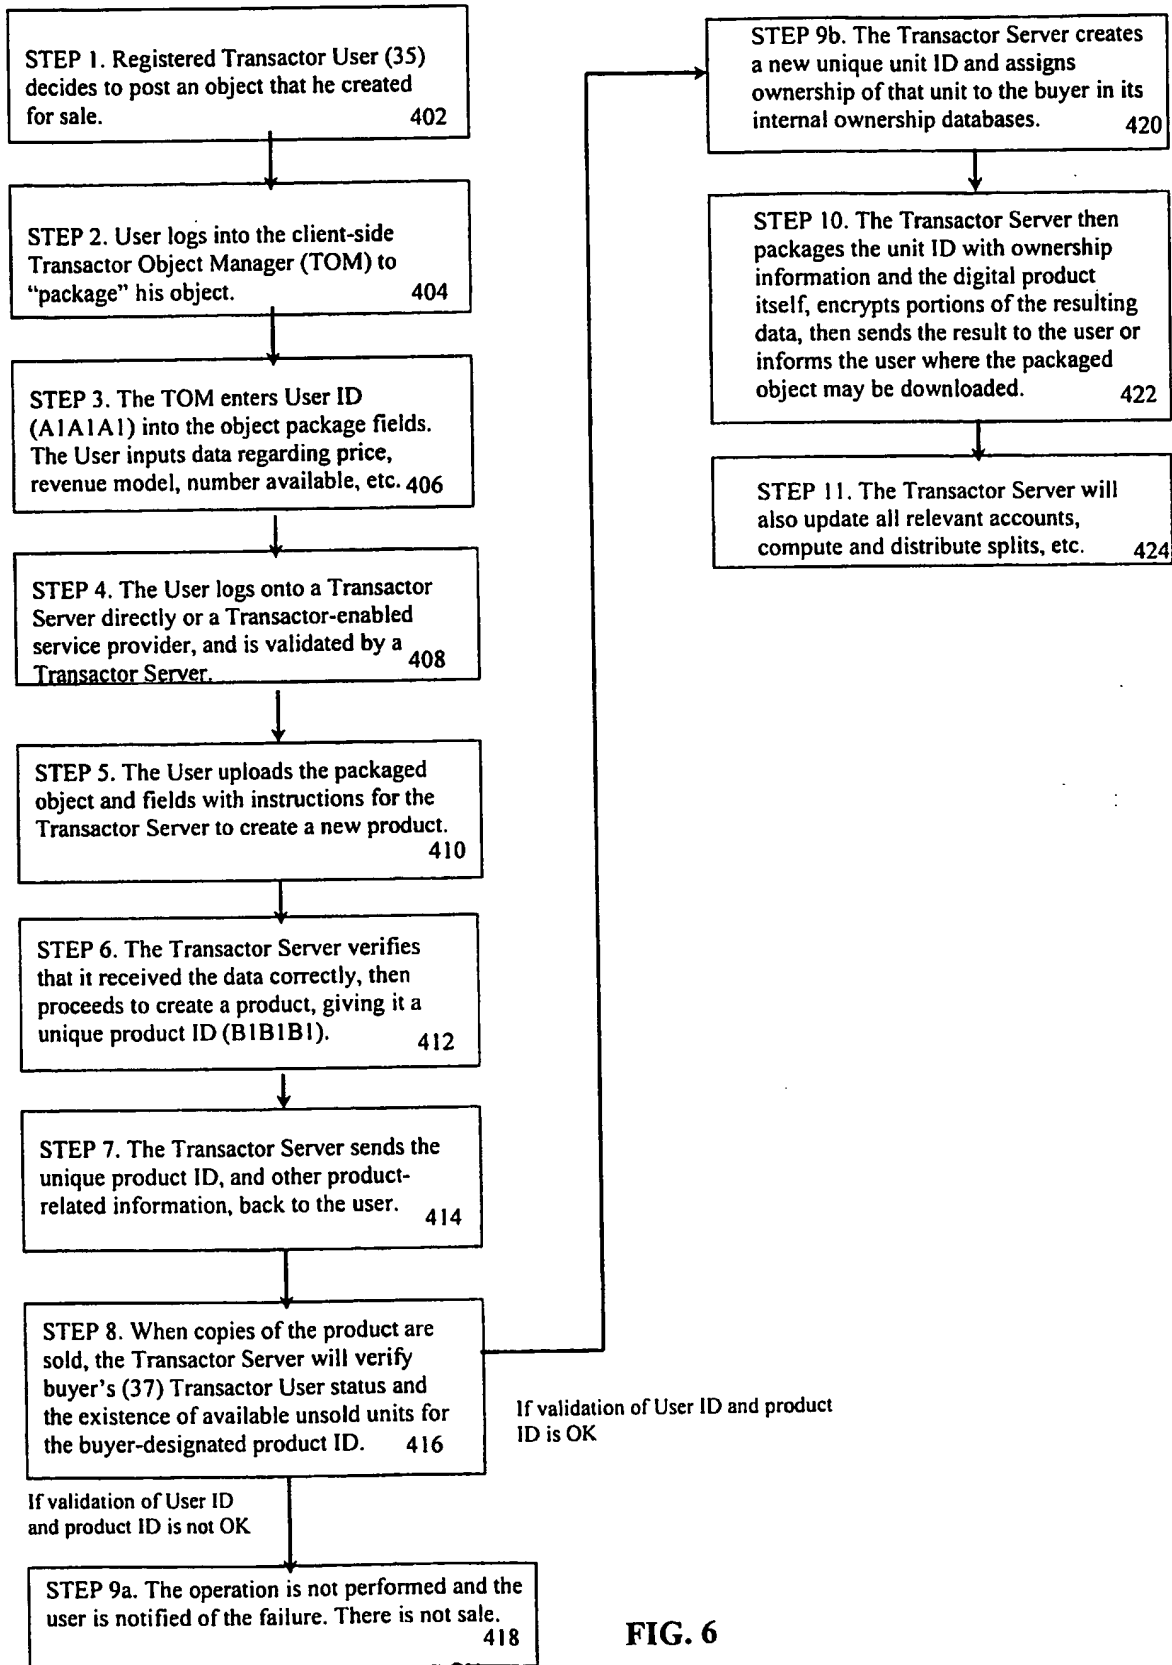 STEP 1. Registered Transactor User (35)
decides to post an object that he created
for sale. 402
STEP 2. User logs into the client-side
Transactor Object Manager (TOM) to
“package” his object. 404
STEP 3. The TOM enters User ID
(A1A1A1) into the object package fields.
The User inputs data regarding price,
revenue model, number available, etc. 406
STEP 4. The User logs onto a Transactor
Server directly or a Transactor-enabled
service provider, and is validated by a
Transactor Server. 408
STEP 5. The User uploads the packaged
object and fields with instructions for the
Transactor Server to create a new product.
410
STEP 6. The Transactor Server verifies
that it received the data correctly, then
proceeds to create a product, giving it a
unique product ID (B1B1B1). 412
STEP 7. The Transactor Server sends the
unique product ID, and other product-
related information, back to the user. 414
STEP 8. When copies of the product are
sold, the Transactor Server will verify
buyer's (37) Transactor User status and
the existence of available unsold units for
the buyer-designated product ID. 416
If validation of User ID
and product ID is not OK
If validation of User ID and product
ID is OK
STEP 9a. The operation is not performed and the
user is notified of the failure. There is not sale.
418
STEP 9b. The Transactor Server creates
a new unique unit ID and assigns
ownership of that unit to the buyer in its
internal ownership databases. 420
STEP 10. The Transactor Server then
packages the unit ID with ownership
information and the digital product
itself, encrypts portions of the resulting
data, then sends the result to the user or
informs the user where the packaged
object may be downloaded. 422
STEP 11. The Transactor Server will
also update all relevant accounts,
compute and distribute splits, etc. 424
FIG. 6